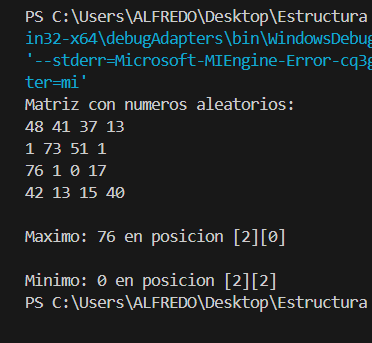 PS C:\Users\ALFREDO\Desktop\Estructura
in32-x64\debugAdapters\bin\WindowsDebug
'--stderr=Microsoft-MIEngine-Error-cq3g
ter=mi'
Matriz con numeros aleatorios:
48 41 37 13
1 73 51 1
76 1 0 17
42 13 15 40
Maximo: 76 en posicion [2][0]
Minimo: 0 en posicion [2][2]
PS C:\Users\ALFREDO\Desktop\Estructura